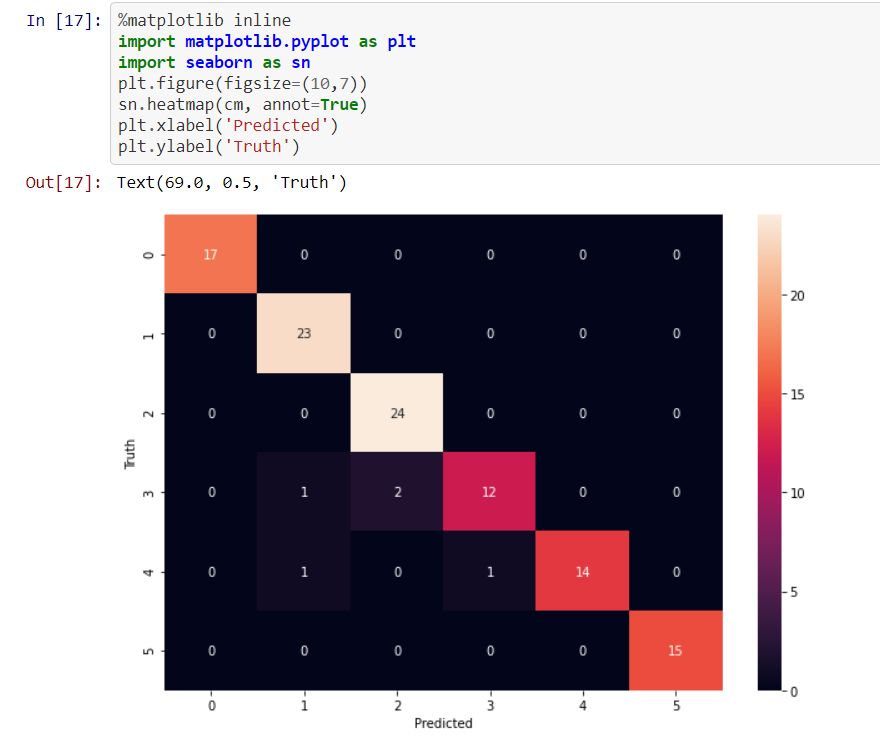 In [17]: %matplotlib inline
import matplotlib.pyplot as plt
import seaborn as sn
plt.figure(figsize=(10,7))
sn.heatmap(cm, annot=True)
plt.xlabel('Predicted')
plt.ylabel('Truth')
Out[17]: Text(69.0, 0.5, 'Truth')
0 17 0 0 0 0 0
1 0 23 0 0 0 0
2 0 0 24 0 0 0
Truth
3 0 1 2 12 0 0
4 0 1 0 1 14 0
5 0 0 0 0 0 15
0 1 2 3 4 5
Predicted
20
15
10
5
0